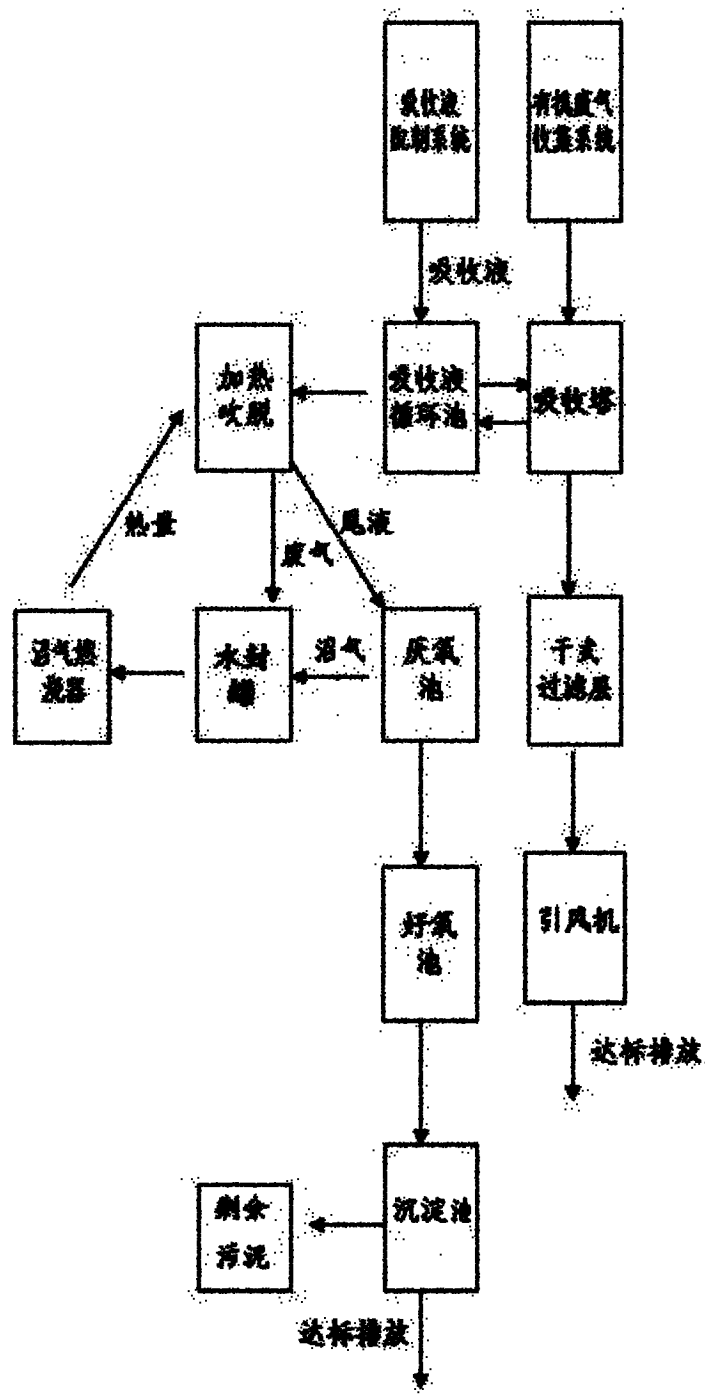 吸收液
配制系统
有机废气
收集系统
吸收液
加热
吹脱
吸收液
循环池
吸收塔
热量
废气
尾液
沼气燃
烧器
水封
罐
沼气
厌氧
池
干式
过滤层
好氧
池
引风机
达标排放
剩余
污泥
沉淀池
达标排放